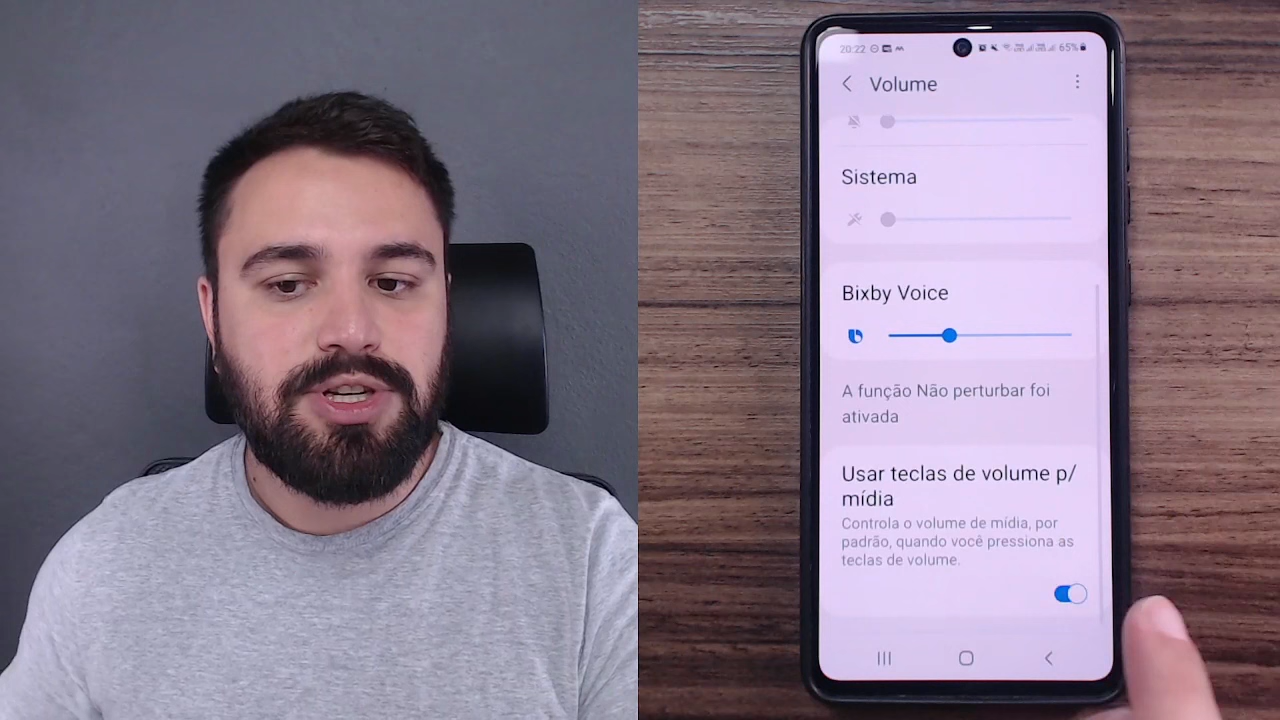 20:22
65%
Volume
Sistema
Bixby Voice
A função Não perturbar foi
ativada
Usar teclas de volume p/
mídia
Controla o volume de mídia, por
padrão, quando você pressiona as
teclas de volume.